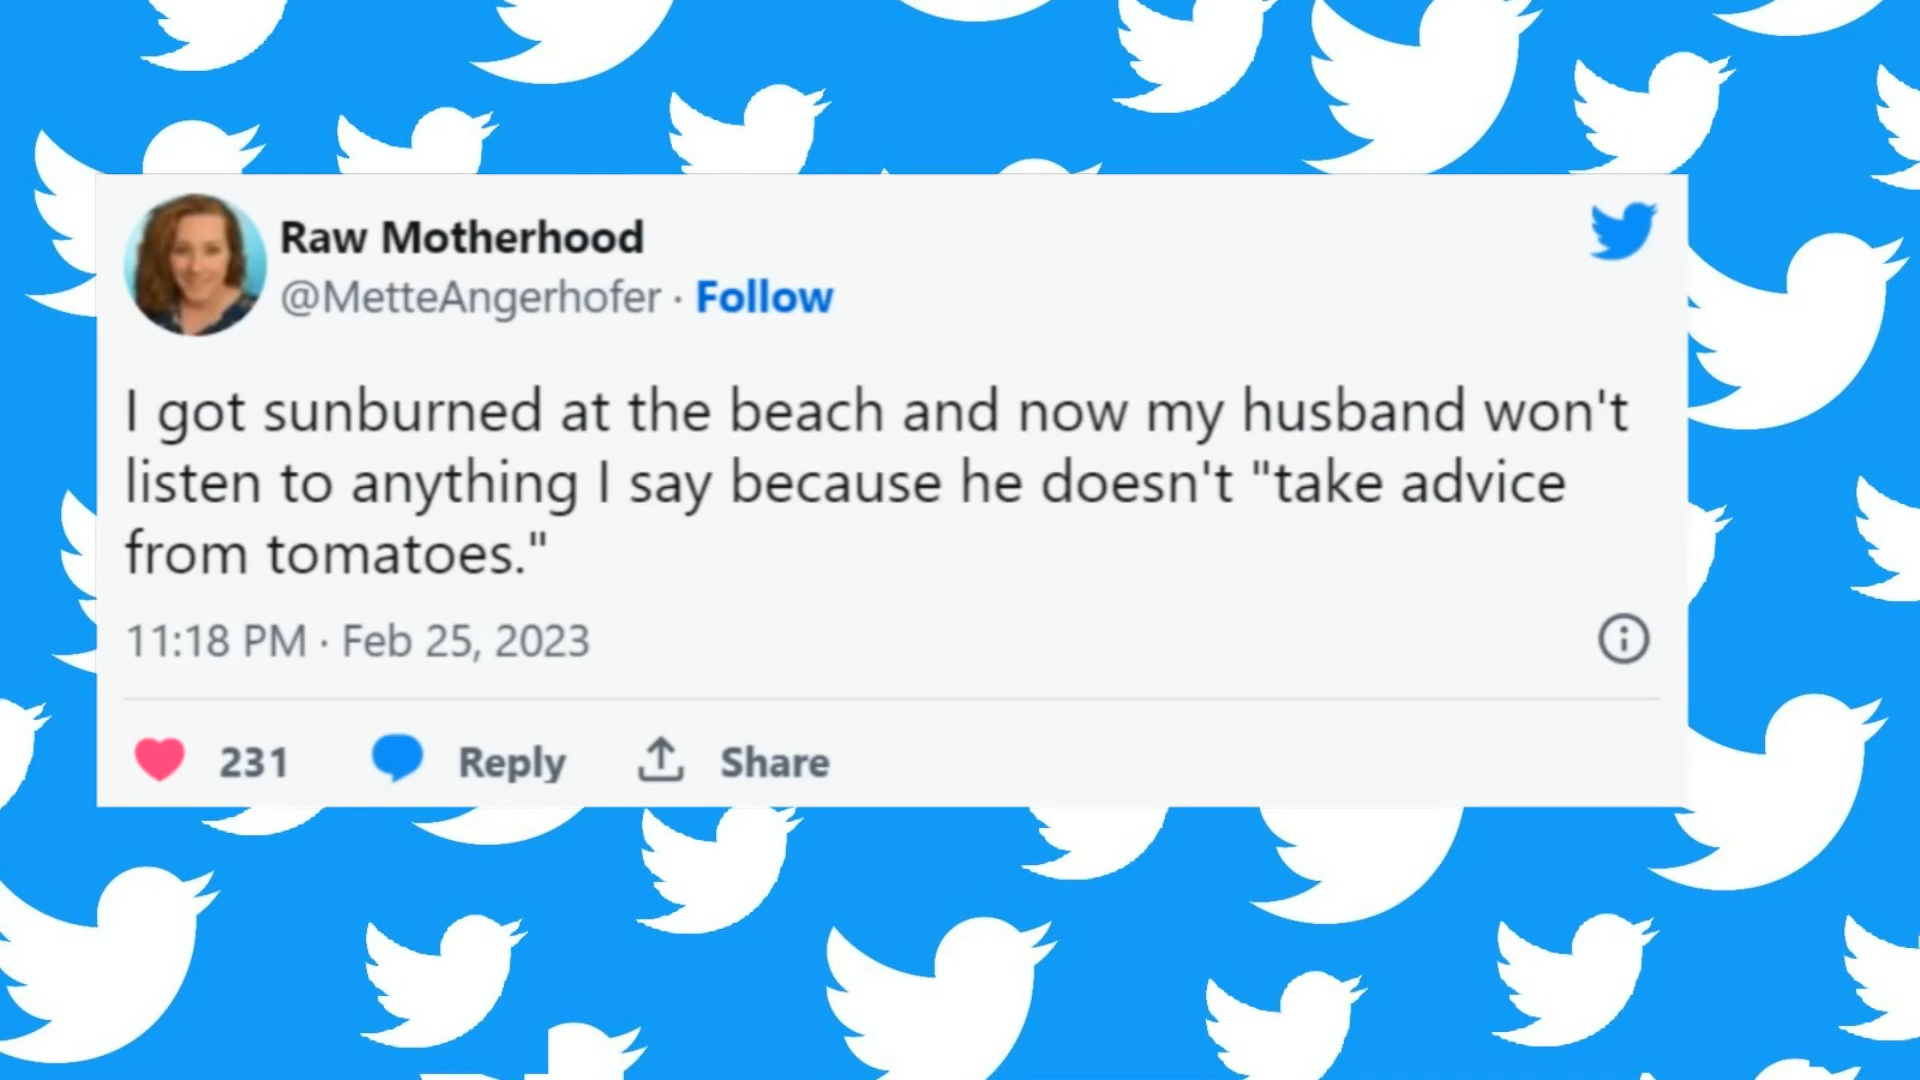 Raw Motherhood
@MetteAngerhofer · Follow
I got sunburned at the beach and now my husband won't
listen to anything I say because he doesn't "take advice
from tomatoes."
11:18 PM · Feb 25, 2023
231 Reply Share